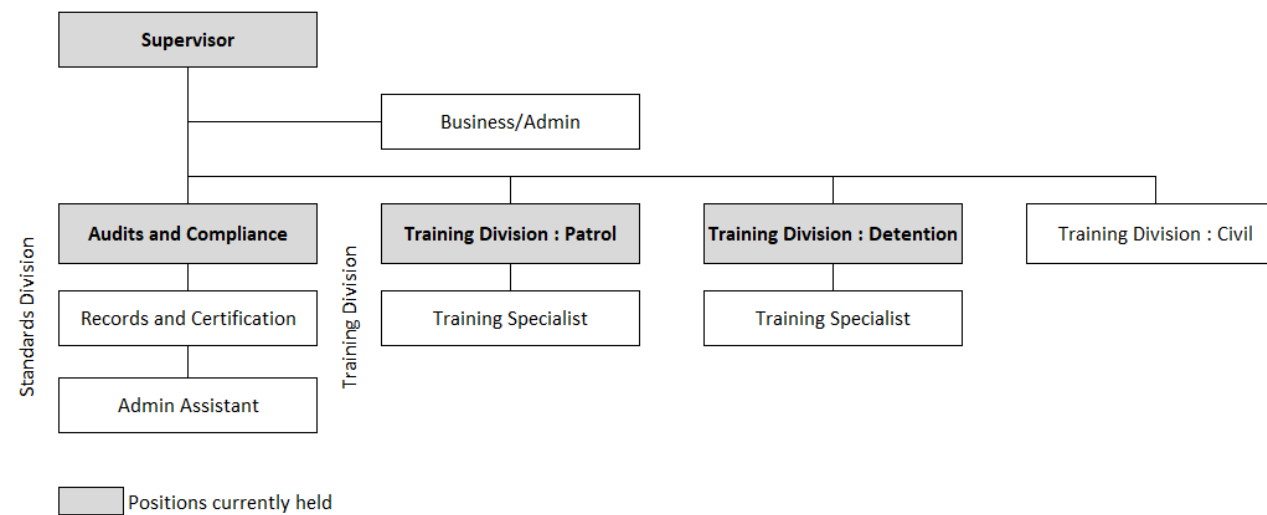 Supervisor
Business/Admin
Audits and Compliance
Training Division : Patrol
Training Division : Detention
Training Division : Civil
Standards Division
Training Division
Records and Certification
Training Specialist
Training Specialist
Admin Assistant
Positions currently held